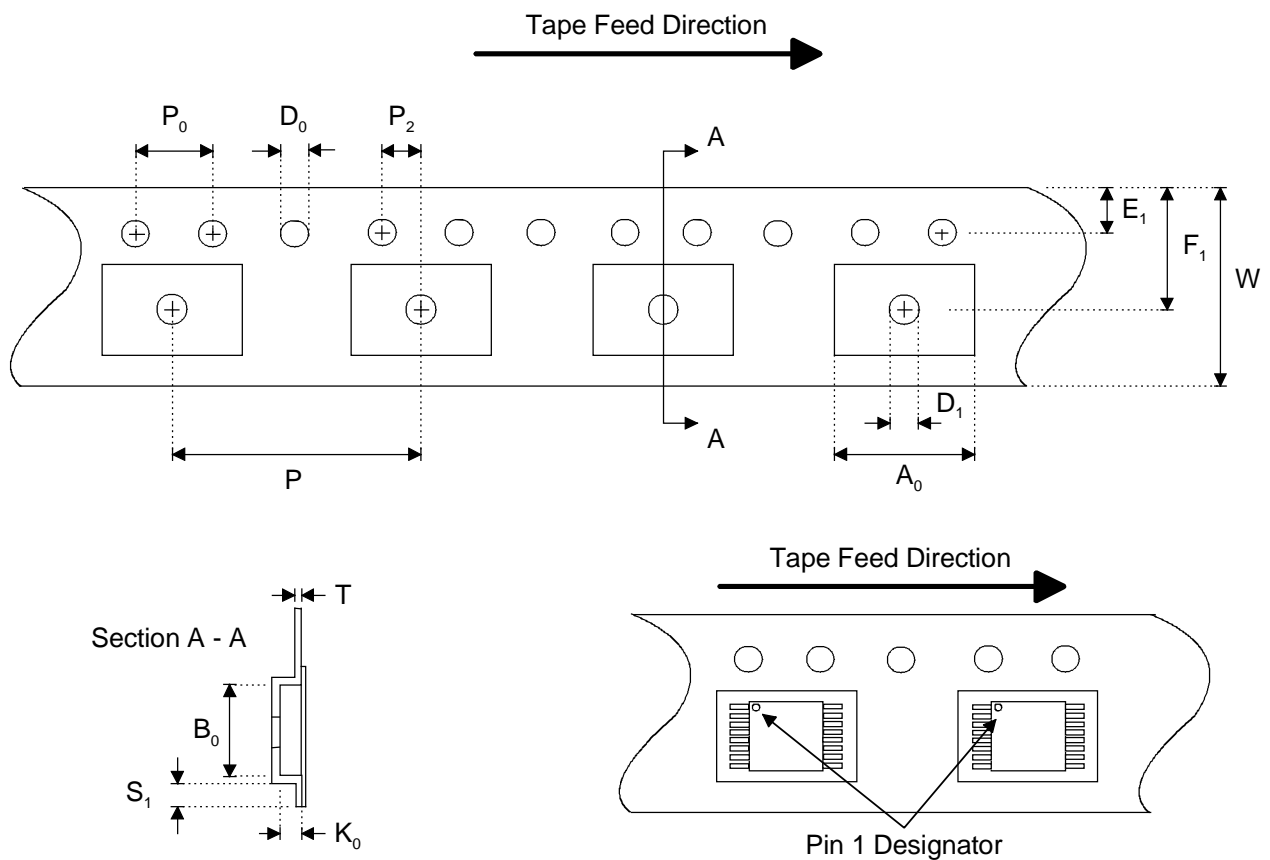 Tape Feed Direction
P₀
D₀
P₂
A
E₁
F₁
W
D₁
A
P
A₀
Tape Feed Direction
T
Section A - A
B₀
S₁
K₀
Pin 1 Designator